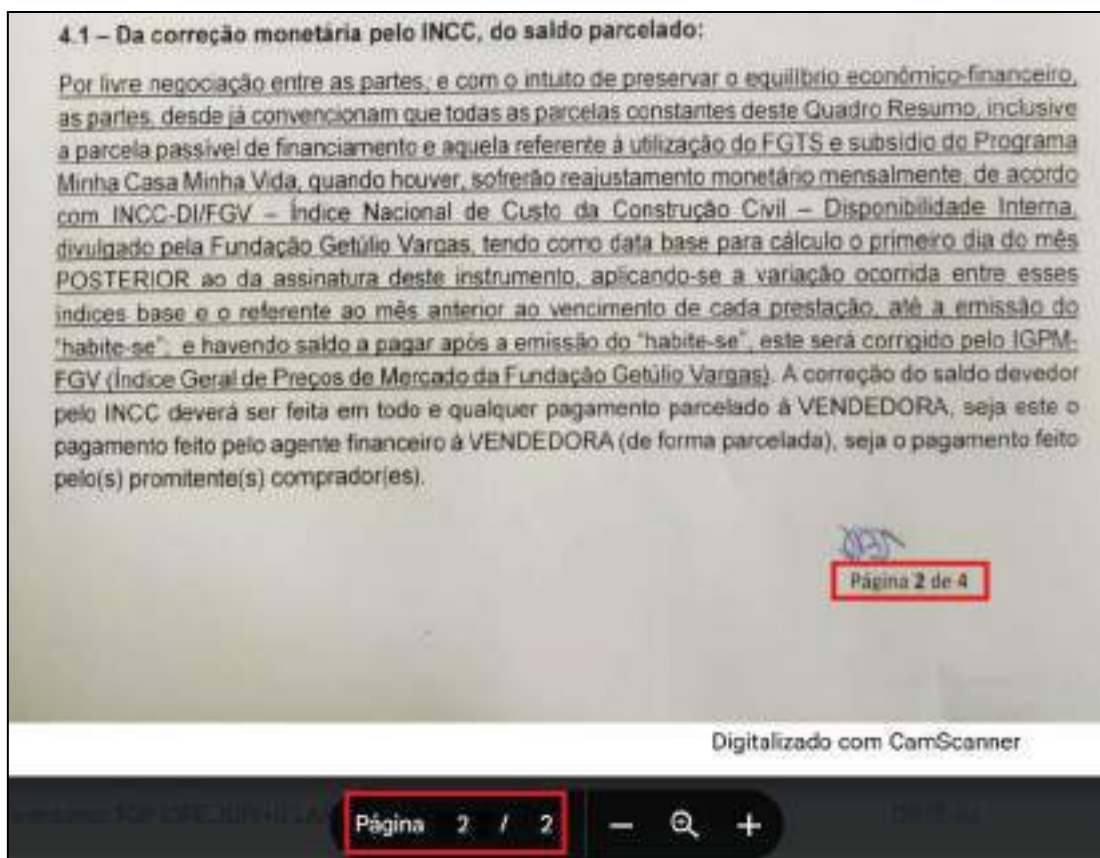 4.1 – Da correção monetária pelo INCC, do saldo parcelado:
Por livre negociação entre as partes, e com o intuito de preservar o equilíbrio econômico-financeiro,
as partes, desde já convencionam que todas as parcelas constantes deste Quadro Resumo, inclusive
a parcela passível de financiamento e aquela referente à utilização do FGTS e subsídio do Programa
Minha Casa Minha Vida, quando houver, sofrerão reajustamento monetário mensalmente, de acordo
com INCC-DI/FGV – Índice Nacional de Custo da Construção Civil – Disponibilidade Interna,
divulgado pela Fundação Getúlio Vargas, tendo como data base para cálculo o primeiro dia do mês
POSTERIOR ao da assinatura deste instrumento, aplicando-se a variação ocorrida entre esses
índices base e o referente ao mês anterior ao vencimento de cada prestação, até a emissão do
"habite-se"; e havendo saldo a pagar após a emissão do "habite-se", este será corrigido pelo IGPM-
FGV (Índice Geral de Preços de Mercado da Fundação Getúlio Vargas). A correção do saldo devedor
pelo INCC deverá ser feita em todo e qualquer pagamento parcelado à VENDEDORA, seja este o
pagamento feito pelo agente financeiro à VENDEDORA (de forma parcelada), seja o pagamento feito
pelo(s) promitente(s) comprador(es).
Página 2 de 4
Digitalizado com CamScanner
Página 2 / 2